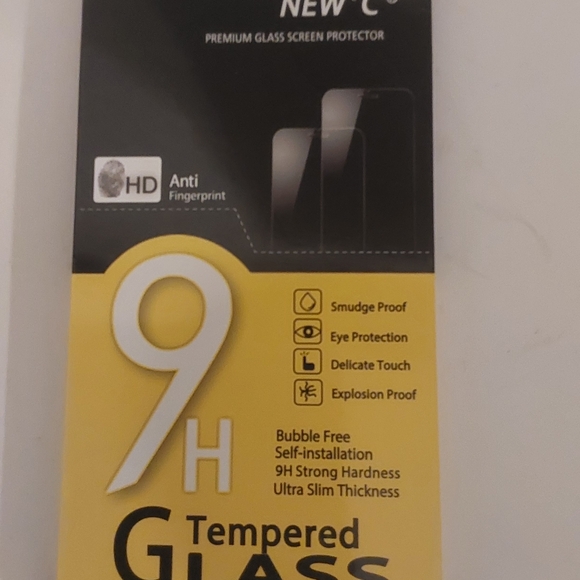 NEW'C®
PREMIUM GLASS SCREEN PROTECTOR
HD
Anti
Fingerprint
9H
Smudge Proof
Eye Protection
Delicate Touch
Explosion Proof
Bubble Free
Self-installation
9H Strong Hardness
Ultra Slim Thickness
Tempered
GLASS